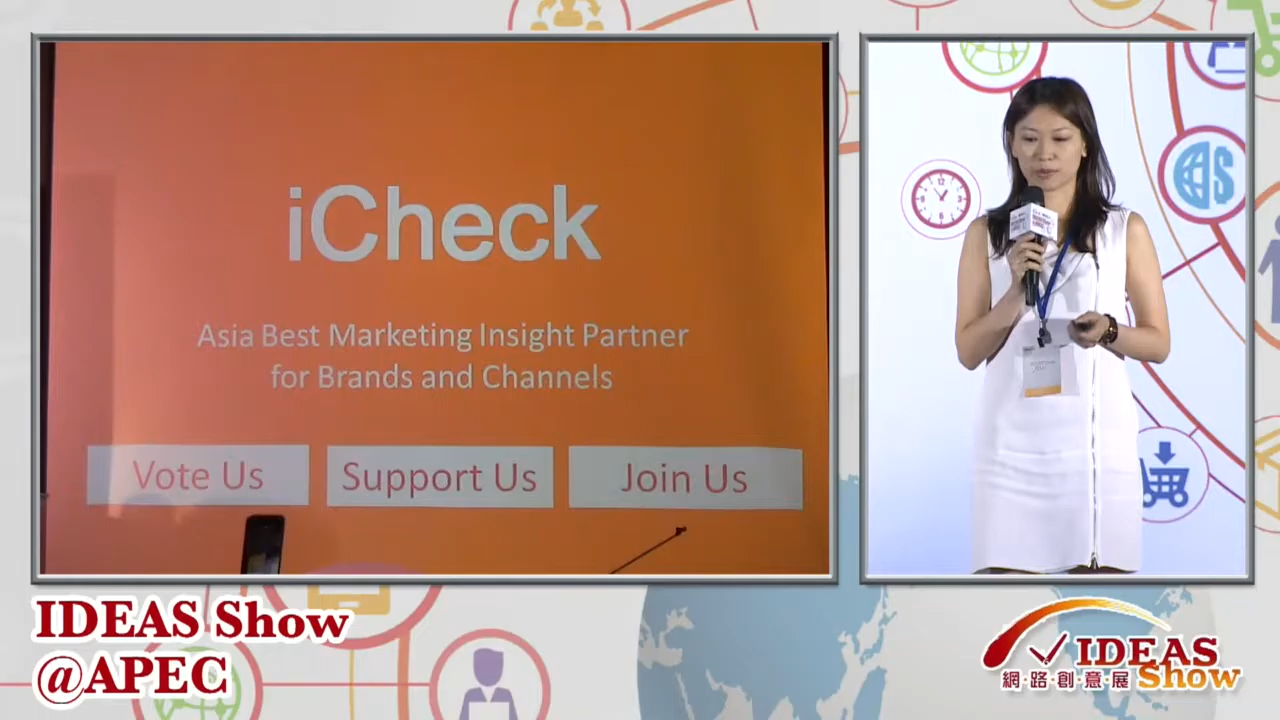 iCheck
Asia Best Marketing Insight Partner
for Brands and Channels
Vote Us
Support Us
Join Us
IDEAS Show
@APEC
IDEAS
網路創意展 Show